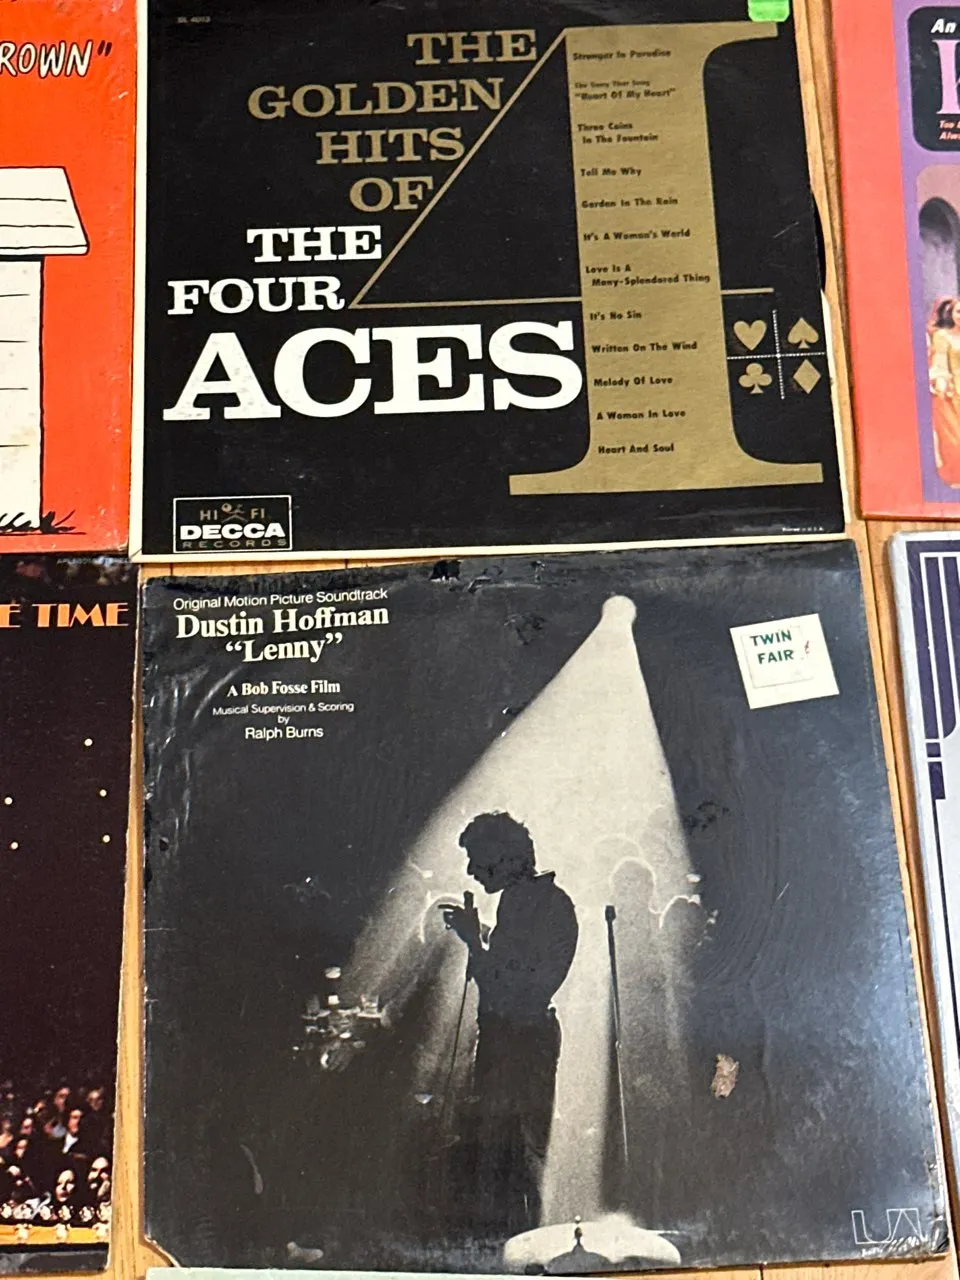 ROWN"
DL 4013
THE
GOLDEN
HITS
OF
THE
FOUR
ACES
Stranger In Paradise
"Heart Of My Heart"
Three Coins
In The Fountain
Tell Me Why
Garden In The Rain
It's A Woman's World
Love Is A
Many-Splendored Thing
It's No Sin
Written On The Wind
Melody Of Love
A Woman In Love
Heart And Soul
HI FI
DECCA
RECORDS
An
E TIME
Original Motion Picture Soundtrack
Dustin Hoffman
"Lenny"
A Bob Fosse Film
Musical Supervision & Scoring
by
Ralph Burns
TWIN
FAIR
UA